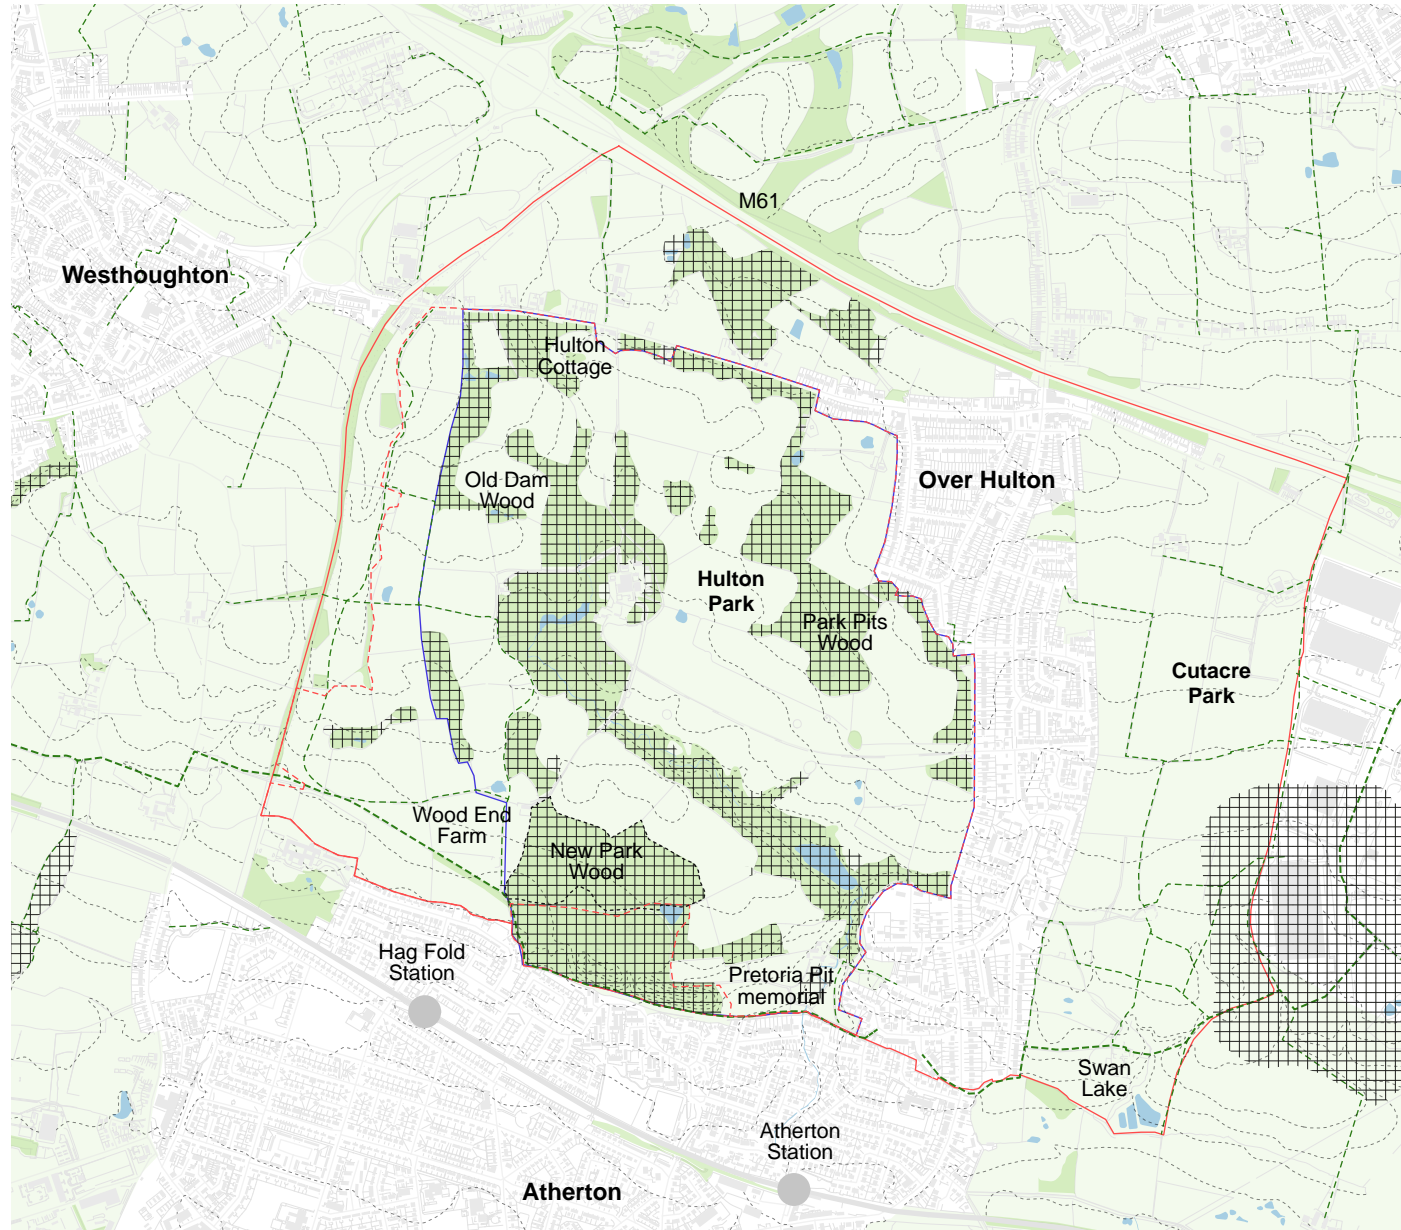 M61
Westhoughton
Hulton
Cottage
Old Dam
Wood
Over Hulton
Hulton
Park
Park Pits
Wood
Cutacre
Park
Wood End
Farm
New Park
Wood
Hag Fold
Station
Pretoria Pit
memorial
Swan
Lake
Atherton
Station
Atherton